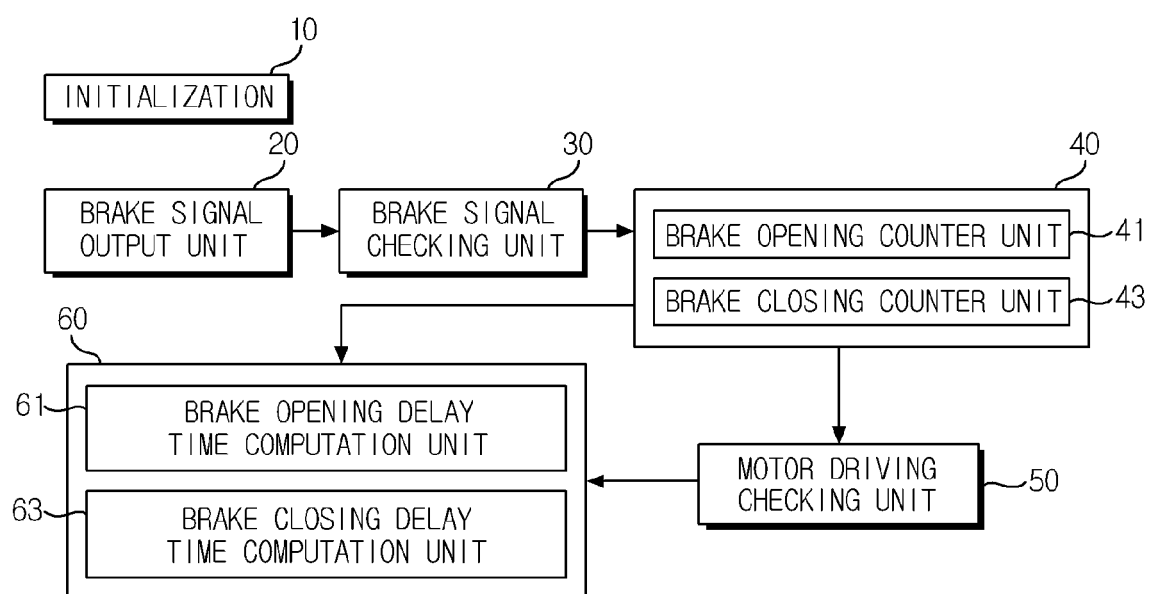 10
INITIALIZATION
20
BRAKE SIGNAL
OUTPUT UNIT
30
BRAKE SIGNAL
CHECKING UNIT
40
BRAKE OPENING COUNTER UNIT
41
BRAKE CLOSING COUNTER UNIT
43
60
61
BRAKE OPENING DELAY
TIME COMPUTATION UNIT
63
BRAKE CLOSING DELAY
TIME COMPUTATION UNIT
MOTOR DRIVING
CHECKING UNIT
50